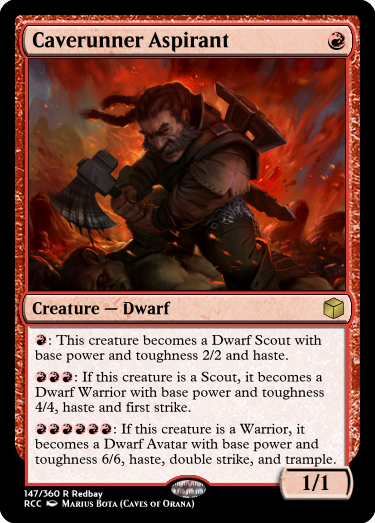 Caverunner Aspirant
Creature — Dwarf
: This creature becomes a Dwarf Scout with
base power and toughness 2/2 and haste.
: If this creature is a Scout, it becomes a
Dwarf Warrior with base power and toughness
4/4, haste and first strike.
: If this creature is a Warrior, it
becomes a Dwarf Avatar with base power and
toughness 6/6, haste, double strike, and trample.
1/1
147/360 R Redbay
RCC Marius Bota (Caves of Orana)